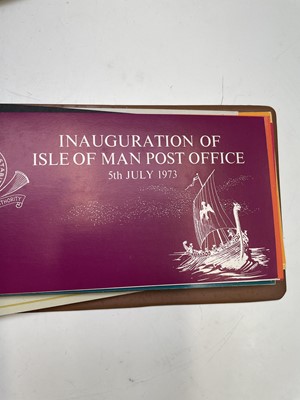 INAUGURATION OF
ISLE OF MAN POST OFFICE
5th JULY 1973